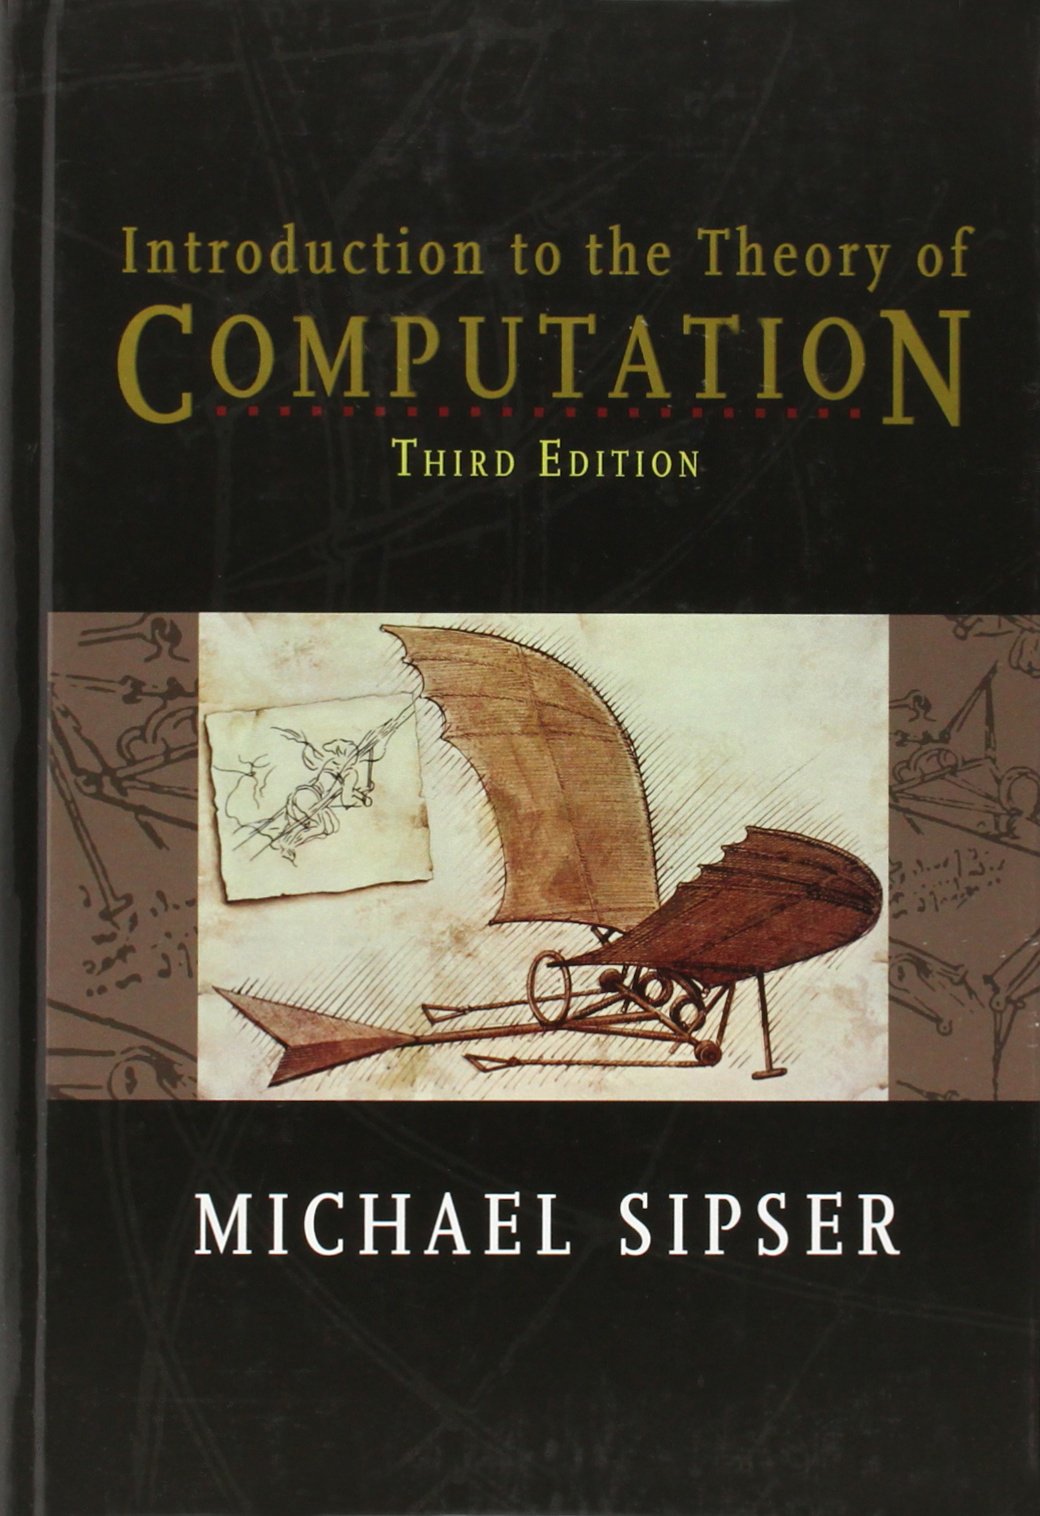 Introduction to the Theory of
COMPUTATION
THIRD EDITION
MICHAEL SIPSER